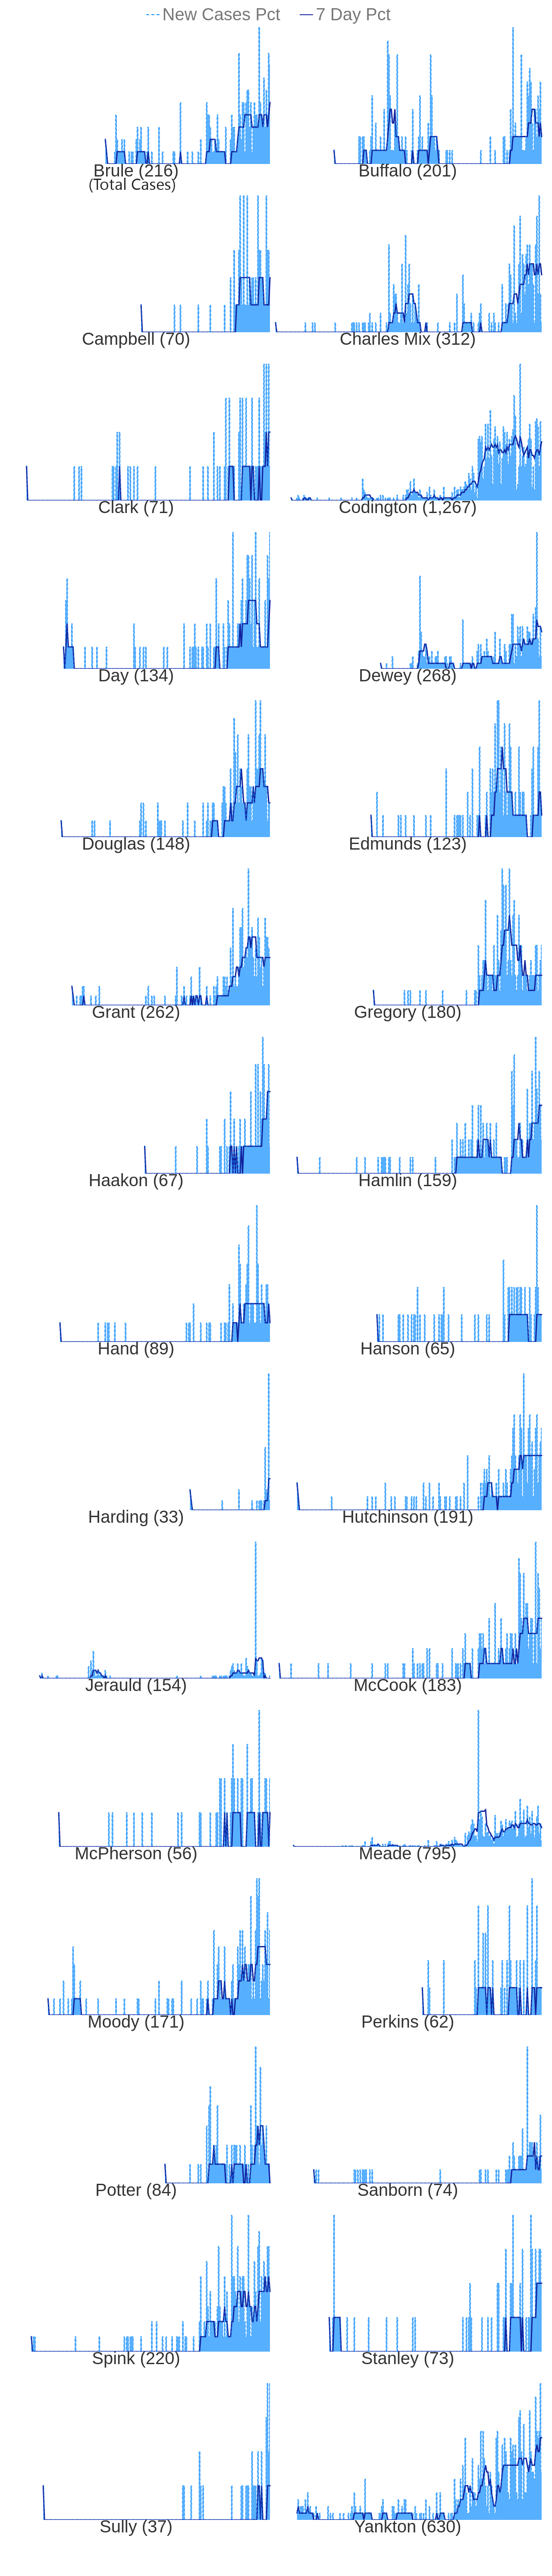 New Cases Pct 7 Day Pct
Brule (216) Buffalo (201)
(Total Cases)
Campbell (70) Charles Mix (312)
Clark (71) Codington (1,267)
Day (134) Dewey (268)
Douglas (148) Edmunds (123)
Grant (262) Gregory (180)
Haakon (67) Hamlin (159)
Hand (89) Hanson (65)
Harding (33) Hutchinson (191)
Jerauld (154) McCook (183)
McPherson (56) Meade (795)
Moody (171) Perkins (62)
Potter (84) Sanborn (74)
Spink (220) Stanley (73)
Sully (37) Yankton (630)